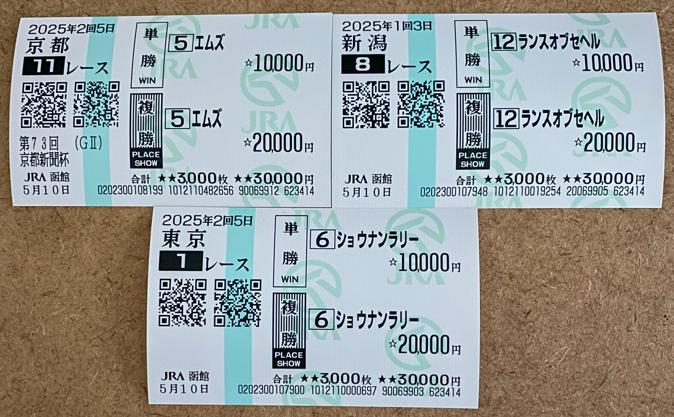 2025年2回5日
京都
11レース
第73回 (GⅡ)
京都新聞杯
JRA 函館
5月10日
単勝
WIN
5 エムズ
☆10,000円
複勝
PLACE
SHOW
5 エムズ
☆20,000円
合計 ★★3,000枚 ★★30,000円
0202300108199 1012110482656 90069912 623414
JRA
2025年1回3日
新潟
8レース
JRA 函館
5月10日
単勝
WIN
12 ランスオブセヘル
☆10,000円
複勝
PLACE
SHOW
12 ランスオブセヘル
☆20,000円
合計 ★★3,000枚 ★★30,000円
0202300107948 1012110019254 20069905 623414
JRA
2025年2回5日
東京
1レース
JRA 函館
5月10日
単勝
WIN
6 ショウナンラリー
☆10,000円
複勝
PLACE
SHOW
6 ショウナンラリー
☆20,000円
合計 ★★3,000枚 ★★30,000円
0202300107900 1012110000697 90069903 623414
JRA